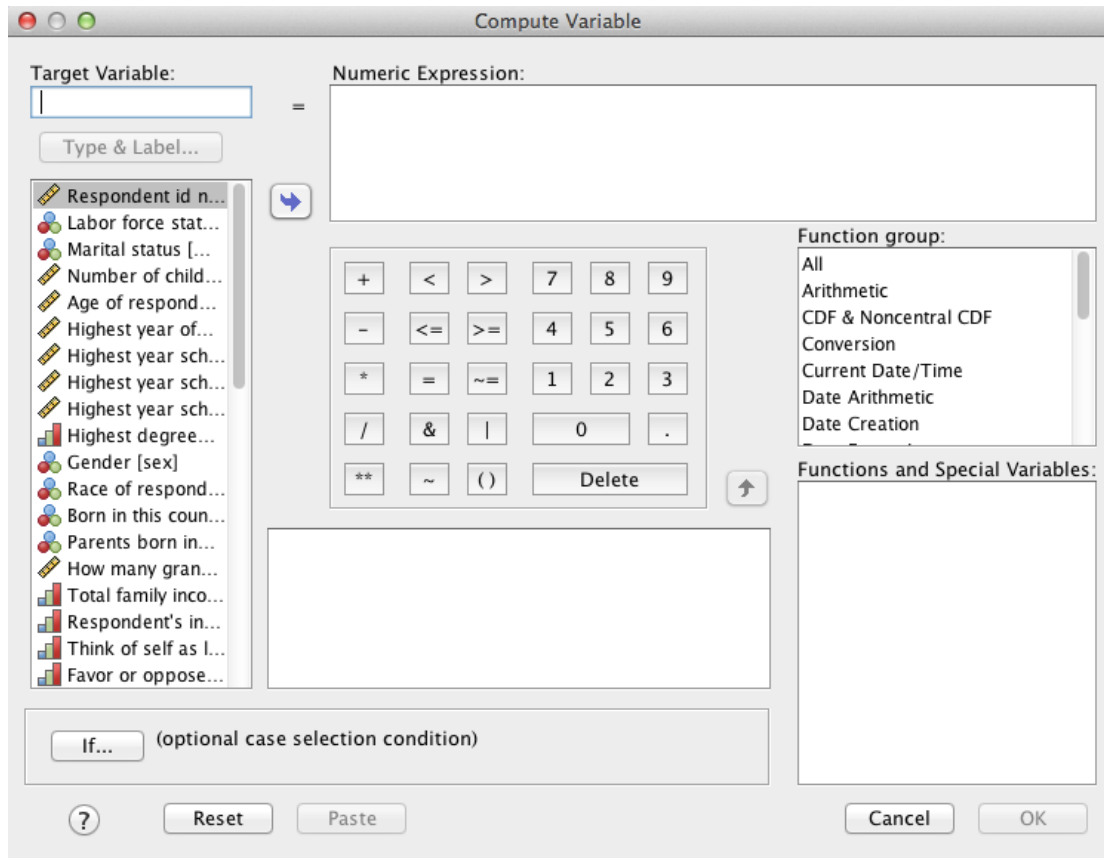 Compute Variable
Target Variable:
Numeric Expression:
=
Type & Label...
Respondent id n...
Labor force stat...
Marital status [...
Number of child...
Age of respond...
Highest year of...
Highest year sch...
Highest year sch...
Highest year sch...
Highest degree...
Gender [sex]
Race of respond...
Born in this coun...
Parents born in...
How many gran...
Total family inco...
Respondent's in...
Think of self as l...
Favor or oppose...
+ < > 7 8 9
- <= >= 4 5 6
* = ~= 1 2 3
/ & | 0 .
** ~ () Delete
Function group:
All
Arithmetic
CDF & Noncentral CDF
Conversion
Current Date/Time
Date Arithmetic
Date Creation
Functions and Special Variables:
If... (optional case selection condition)
? Reset Paste Cancel OK